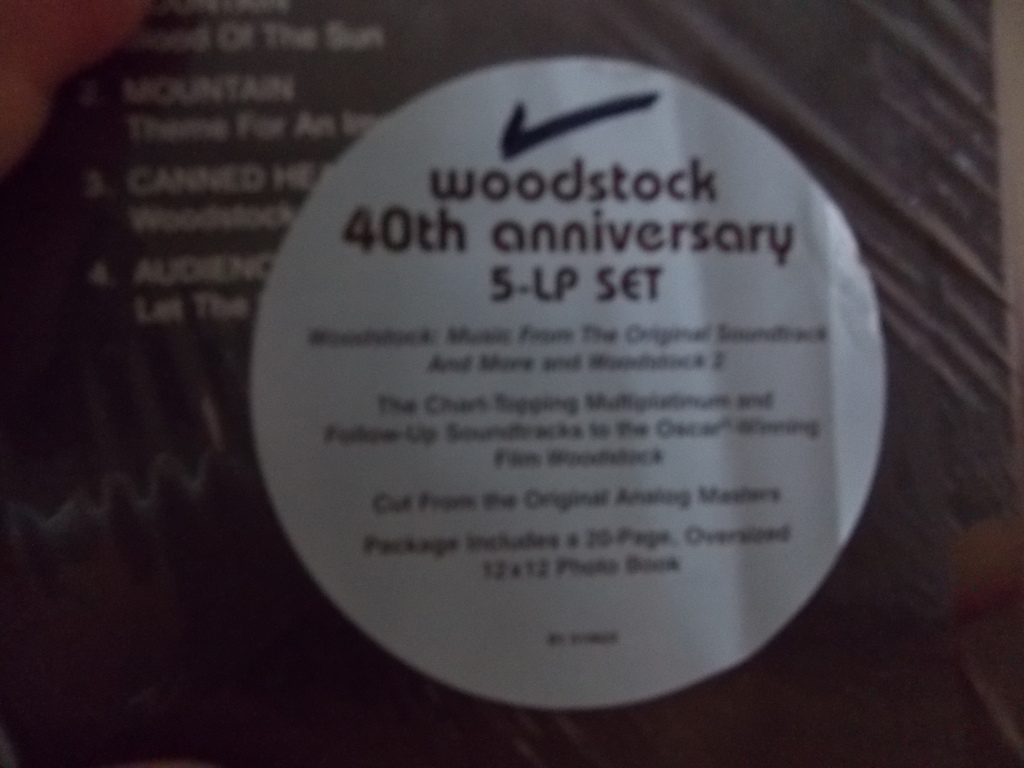 Of The Sun
2. MOUNTAIN
Theme For An
3. CANNED HE
Woodstock
4. AUDIENC
Let The
woodstock
40th anniversary
5-LP SET
Woodstock: Music From The Original Soundtrack
And More and Woodstock 2
The Chart-Topping Multiplatinum and
Follow-Up Soundtracks to the Oscar®-Winning
Film Woodstock
Cut From the Original Analog Masters
Package Includes a 20-Page, Oversized
12x12 Photo Book